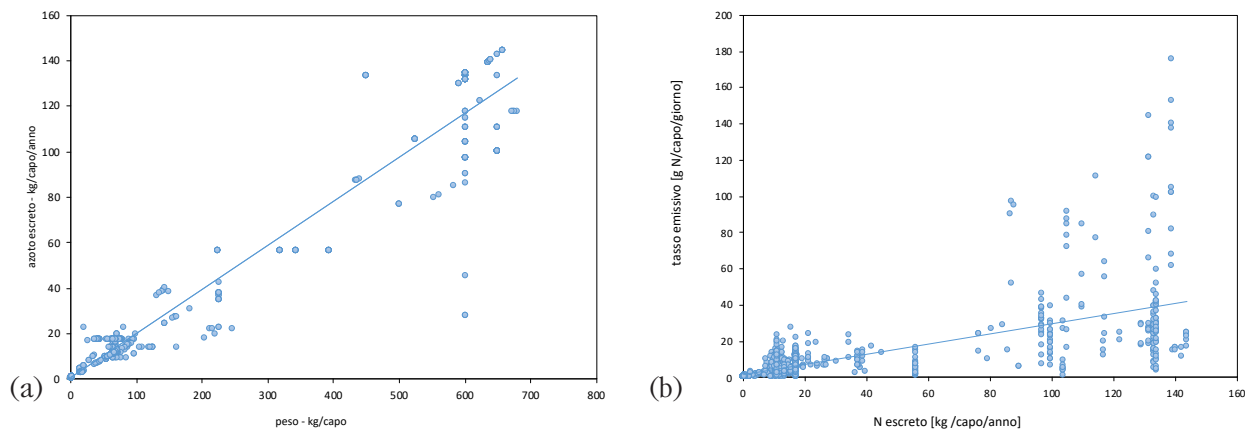 azoto escreto - kg/capo/anno
160
140
120
100
80
60
40
20
0
0 100 200 300 400 500 600 700 800
peso - kg/capo
(a)
tasso emissivo [g N/capo/giorno]
200
180
160
140
120
100
80
60
40
20
0
0 20 40 60 80 100 120 140 160
N escreto [kg /capo/anno]
(b)